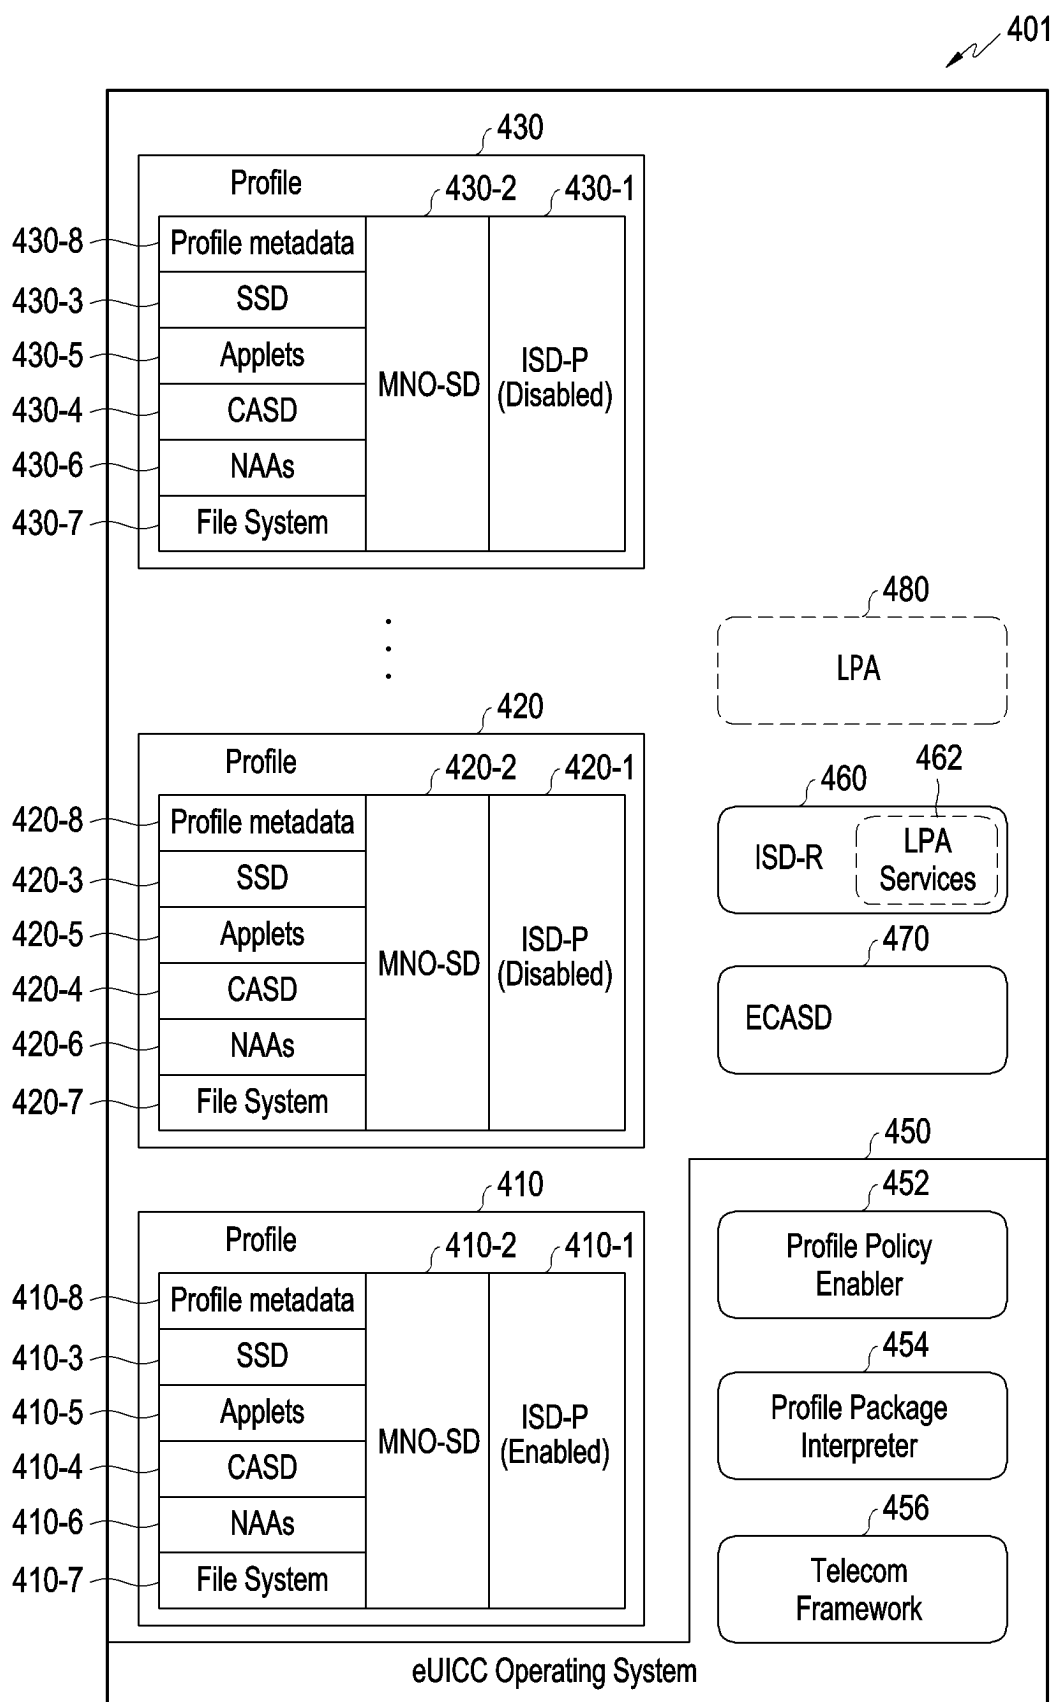 401
430
Profile
430-2
430-1
430-8
Profile metadata
430-3
SSD
430-5
Applets
430-4
CASD
430-6
NAAs
430-7
File System
MNO-SD
ISD-P
(Disabled)
480
LPA
420
Profile
420-2
420-1
420-8
Profile metadata
420-3
SSD
420-5
Applets
420-4
CASD
420-6
NAAs
420-7
File System
MNO-SD
ISD-P
(Disabled)
460
462
ISD-R
LPA
Services
470
ECASD
450
410
Profile
410-2
410-1
410-8
Profile metadata
410-3
SSD
410-5
Applets
410-4
CASD
410-6
NAAs
410-7
File System
MNO-SD
ISD-P
(Enabled)
452
Profile Policy
Enabler
454
Profile Package
Interpreter
456
Telecom
Framework
eUICC Operating System